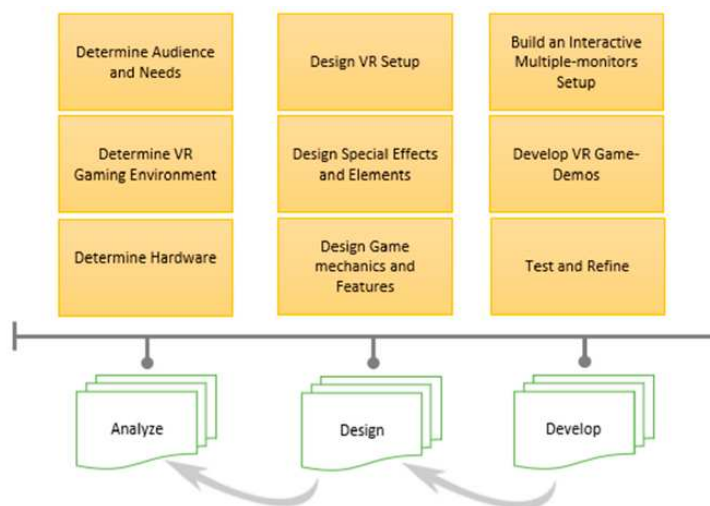 Determine Audience
and Needs
Design VR Setup
Build an Interactive
Multiple-monitors
Setup
Determine VR
Gaming Environment
Design Special Effects
and Elements
Develop VR Game-
Demos
Determine Hardware
Design Game
mechanics and
Features
Test and Refine
Analyze
Design
Develop